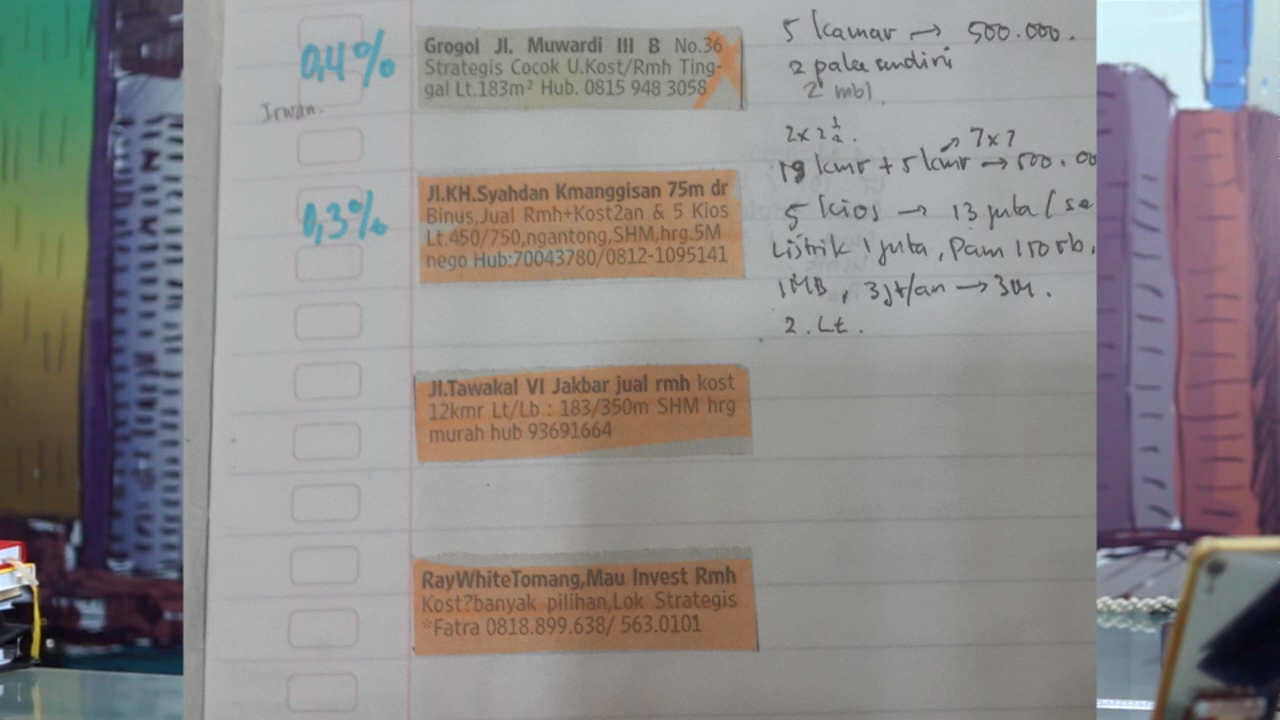 0,4%
Irwan.
Grogol Jl. Muwardi III B No.36
Strategis Cocok U.Kost/Rmh Ting-
gal Lt.183m² Hub. 0815 948 3058
5 kamar → 500.000.
2 pakai sendiri
2 mbl.
0,3%
Jl.KH.Syahdan Kmanggisan 75m dr
Binus,Jual Rmh+Kost2an & 5 Kios
Lt.450/750,ngantong,SHM,hrg.5M
nego Hub:70043780/0812-1095141
2x2½.
7x7
19 kmr + 5 kmr → 500.00
5 kios → 13 juta / se
Listrik 1 juta, Pam 150 rb.
1MB, 3jt/an →
2. Lt.
Jl.Tawakal VI Jakbar jual rmh kost
12kmr Lt/Lb : 183/350m SHM hrg
murah hub 93691664
RayWhiteTomang,Mau Invest Rmh
Kost?banyak pilihan,Lok Strategis
*Fatra 0818.899.638/ 563.0101